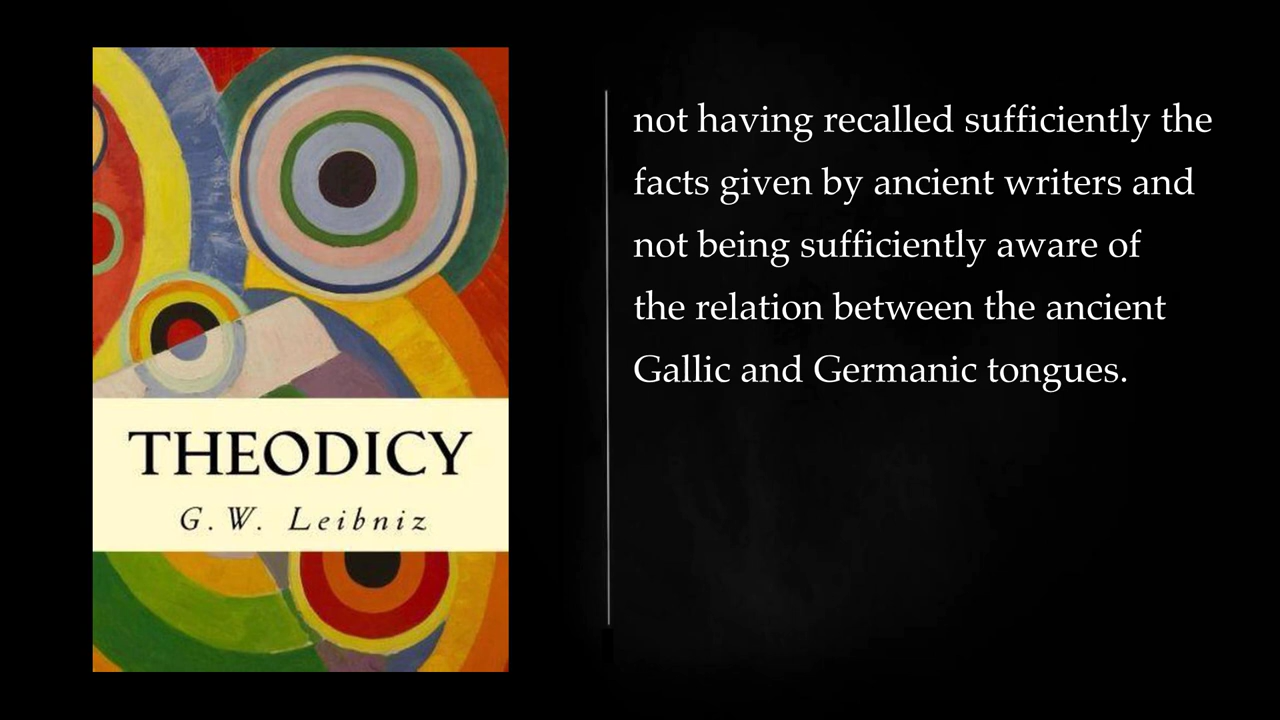 THEODICY
G. W. Leibniz
not having recalled sufficiently the
facts given by ancient writers and
not being sufficiently aware of
the relation between the ancient
Gallic and Germanic tongues.